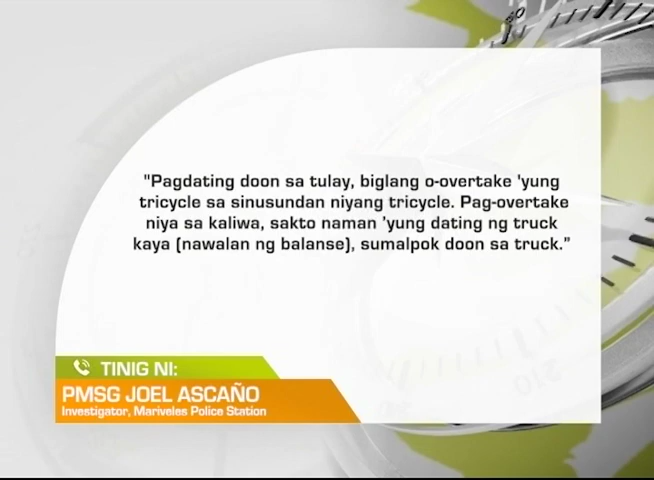 "Pagdating doon sa tulay, biglang o-overtake 'yung
tricycle sa sinusundan niyang tricycle. Pag-overtake
niya sa kaliwa, sakto naman 'yung dating ng truck
kaya (nawalan ng balanse), sumalpok doon sa truck."
TINIG NI:
PMSG JOEL ASCAÑO
Investigator, Mariveles Police Station